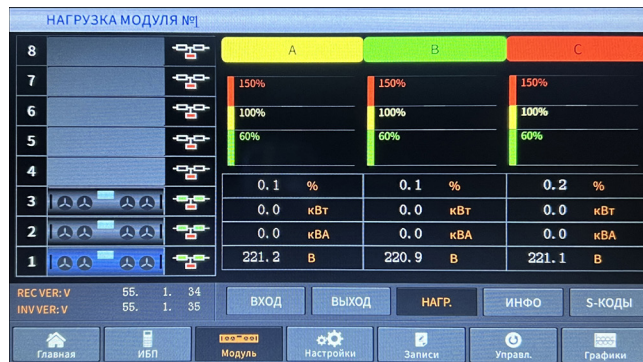 НАГРУЗКА МОДУЛЯ №1
8
7
6
5
4
3
2
1
A B C
150% 150% 150%
100% 100% 100%
60% 60% 60%
0.1 % 0.1 % 0.2 %
0.0 кВт 0.0 кВт 0.0 кВт
0.0 кВА 0.0 кВА 0.0 кВА
221.2 В 220.9 В 221.1 В
REC VER: V 55. 1. 34
INV VER: V 55. 1. 35
ВХОД ВЫХОД НАГР. ИНФО S-КОДЫ
Главная ИБП Модуль Настройки Записи Управл. Графики